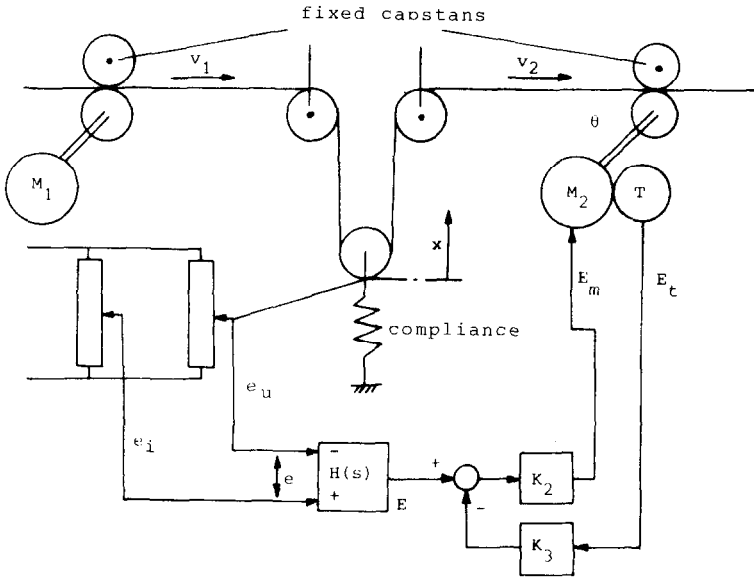 fixed capstans
v₁
v₂
θ
M₁
M₂
T
x
Eₘ
Eₜ
compliance
eᵤ
eᵢ
-
H(s)
+
e
E
+
-
K₂
K₃